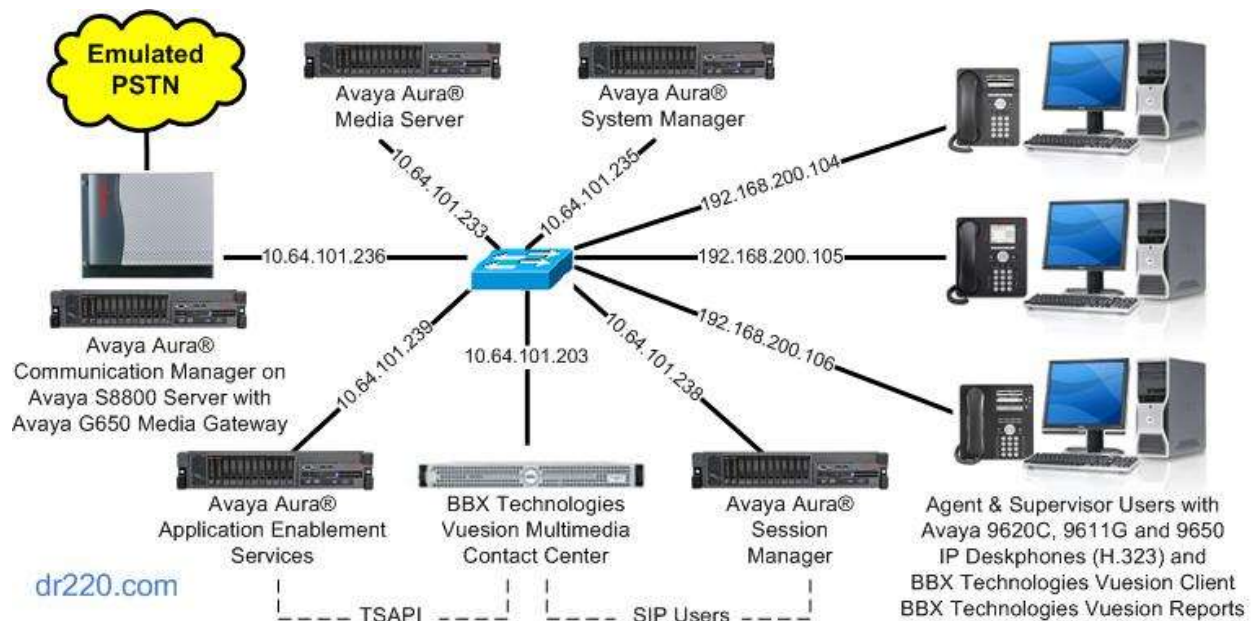 Emulated
PSTN
Avaya Aura®
Media Server
Avaya Aura®
System Manager
10.64.101.233
10.64.101.235
192.168.200.104
10.64.101.236
192.168.200.105
192.168.200.106
10.64.101.239
10.64.101.203
10.64.101.238
Avaya Aura®
Communication Manager on
Avaya S8800 Server with
Avaya G650 Media Gateway
Avaya Aura®
Application Enablement
Services
BBX Technologies
Vuesion Multimedia
Contact Center
Avaya Aura®
Session
Manager
Agent & Supervisor Users with
Avaya 9620C, 9611G and 9650
IP Deskphones (H.323) and
BBX Technologies Vuesion Client
BBX Technologies Vuesion Reports
dr220.com
TSAPI
SIP Users